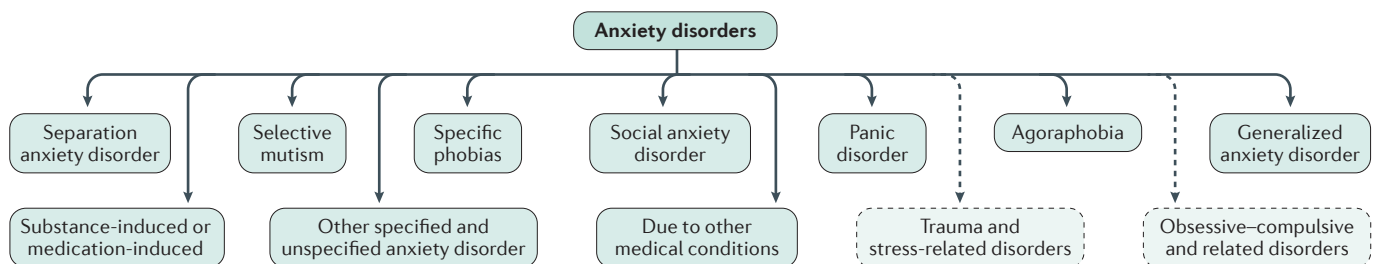 Anxiety disorders
Separation
anxiety disorder
Selective
mutism
Specific
phobias
Social anxiety
disorder
Panic
disorder
Agoraphobia
Generalized
anxiety disorder
Substance-induced or
medication-induced
Other specified and
unspecified anxiety disorder
Due to other
medical conditions
Trauma and
stress-related disorders
Obsessive–compulsive
and related disorders